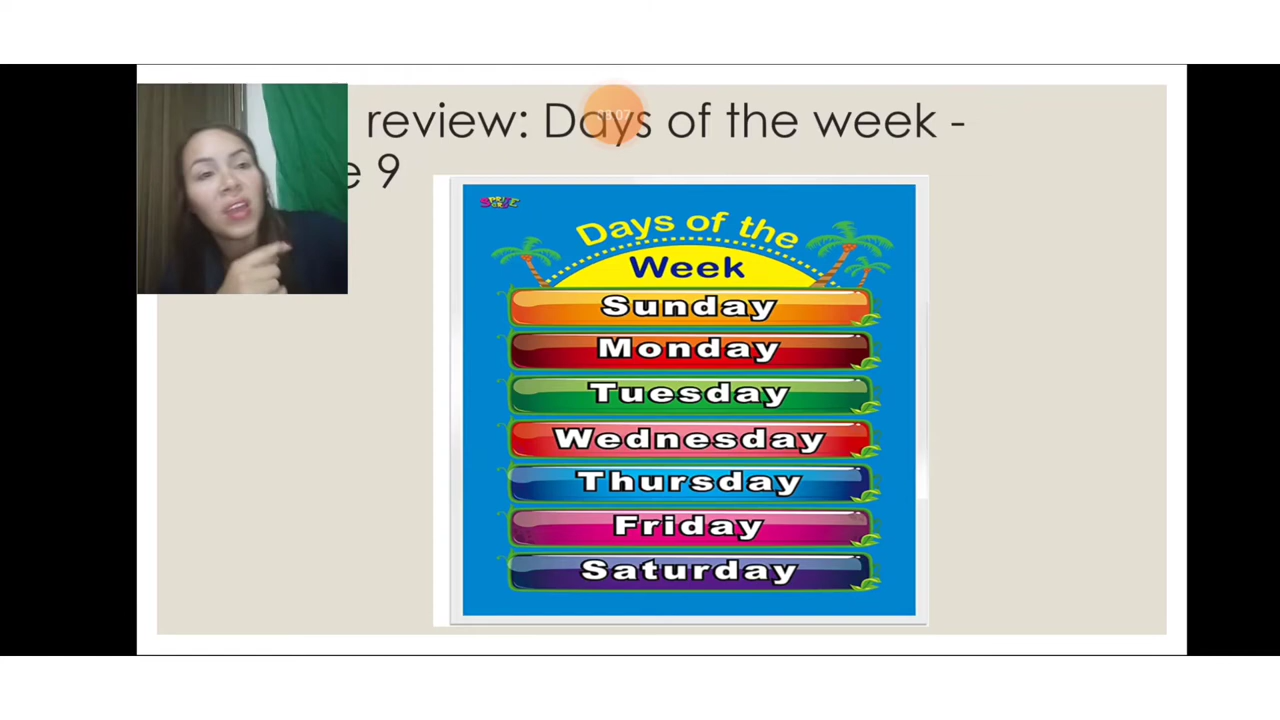 review: Days of the week -
9
Days of the
Week
Sunday
Monday
Tuesday
Wednesday
Thursday
Friday
Saturday